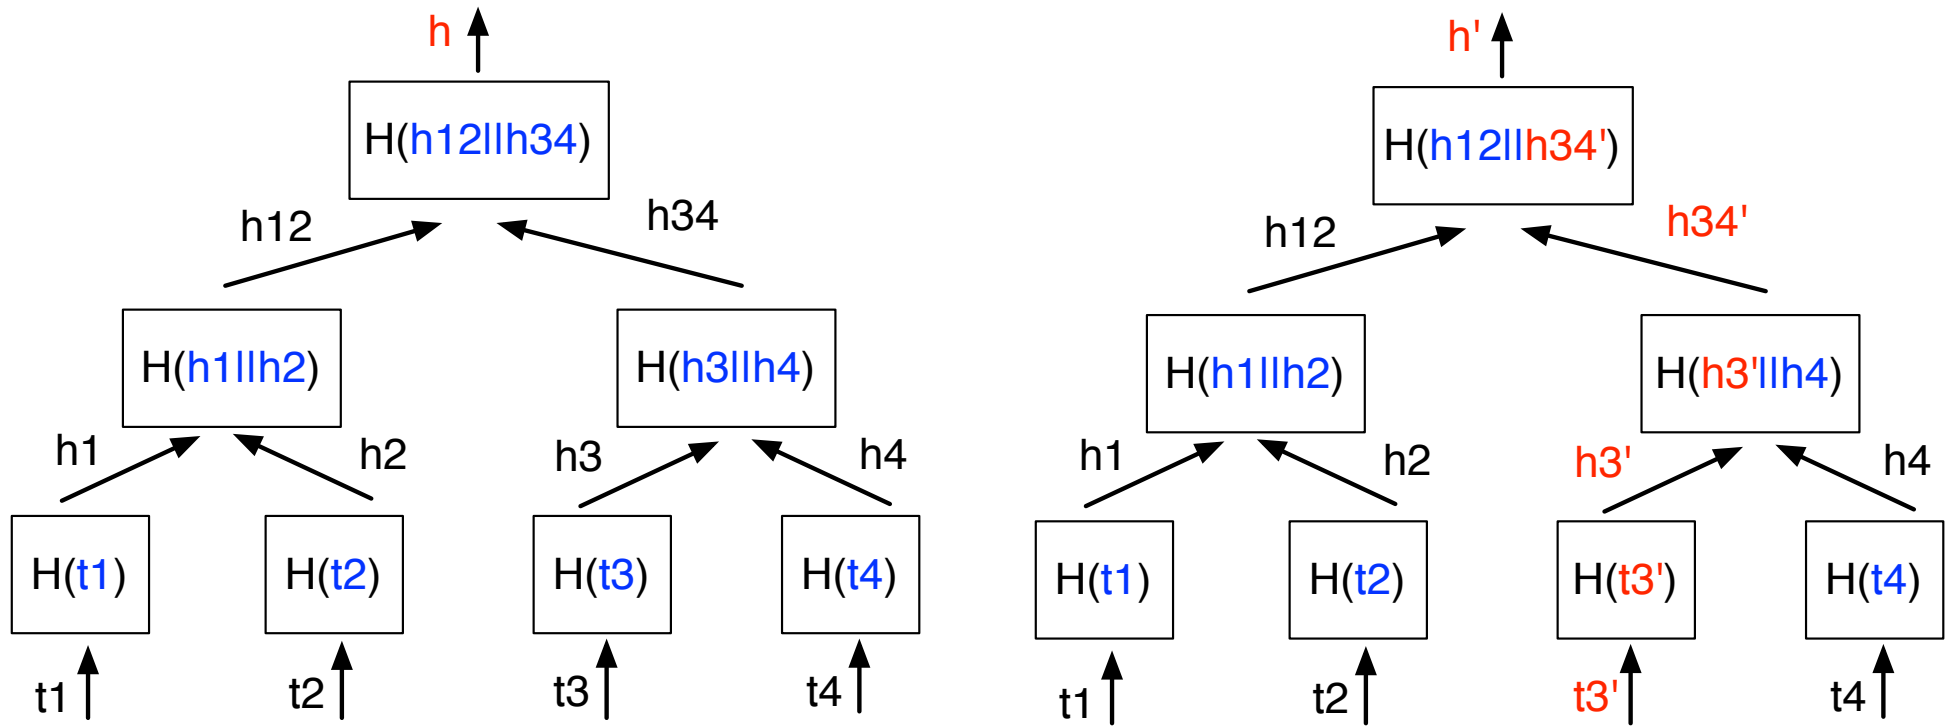 h
h'
H(h12||h34)
H(h12||h34')
h12
h34
h12
h34'
H(h1||h2)
H(h3||h4)
H(h1||h2)
H(h3'||h4)
h1
h2
h3
h4
h1
h2
h3'
h4
H(t1)
H(t2)
H(t3)
H(t4)
H(t1)
H(t2)
H(t3')
H(t4)
t1
t2
t3
t4
t1
t2
t3'
t4